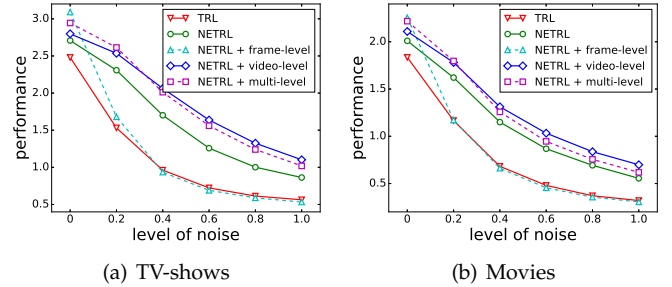 TRL
NETRL
NETRL + frame-level
NETRL + video-level
NETRL + multi-level
performance
3.0
2.5
2.0
1.5
1.0
0.5
0
0.2
0.4
0.6
0.8
1.0
level of noise
(a) TV-shows
TRL
NETRL
NETRL + frame-level
NETRL + video-level
NETRL + multi-level
performance
2.0
1.5
1.0
0.5
0
0.2
0.4
0.6
0.8
1.0
level of noise
(b) Movies